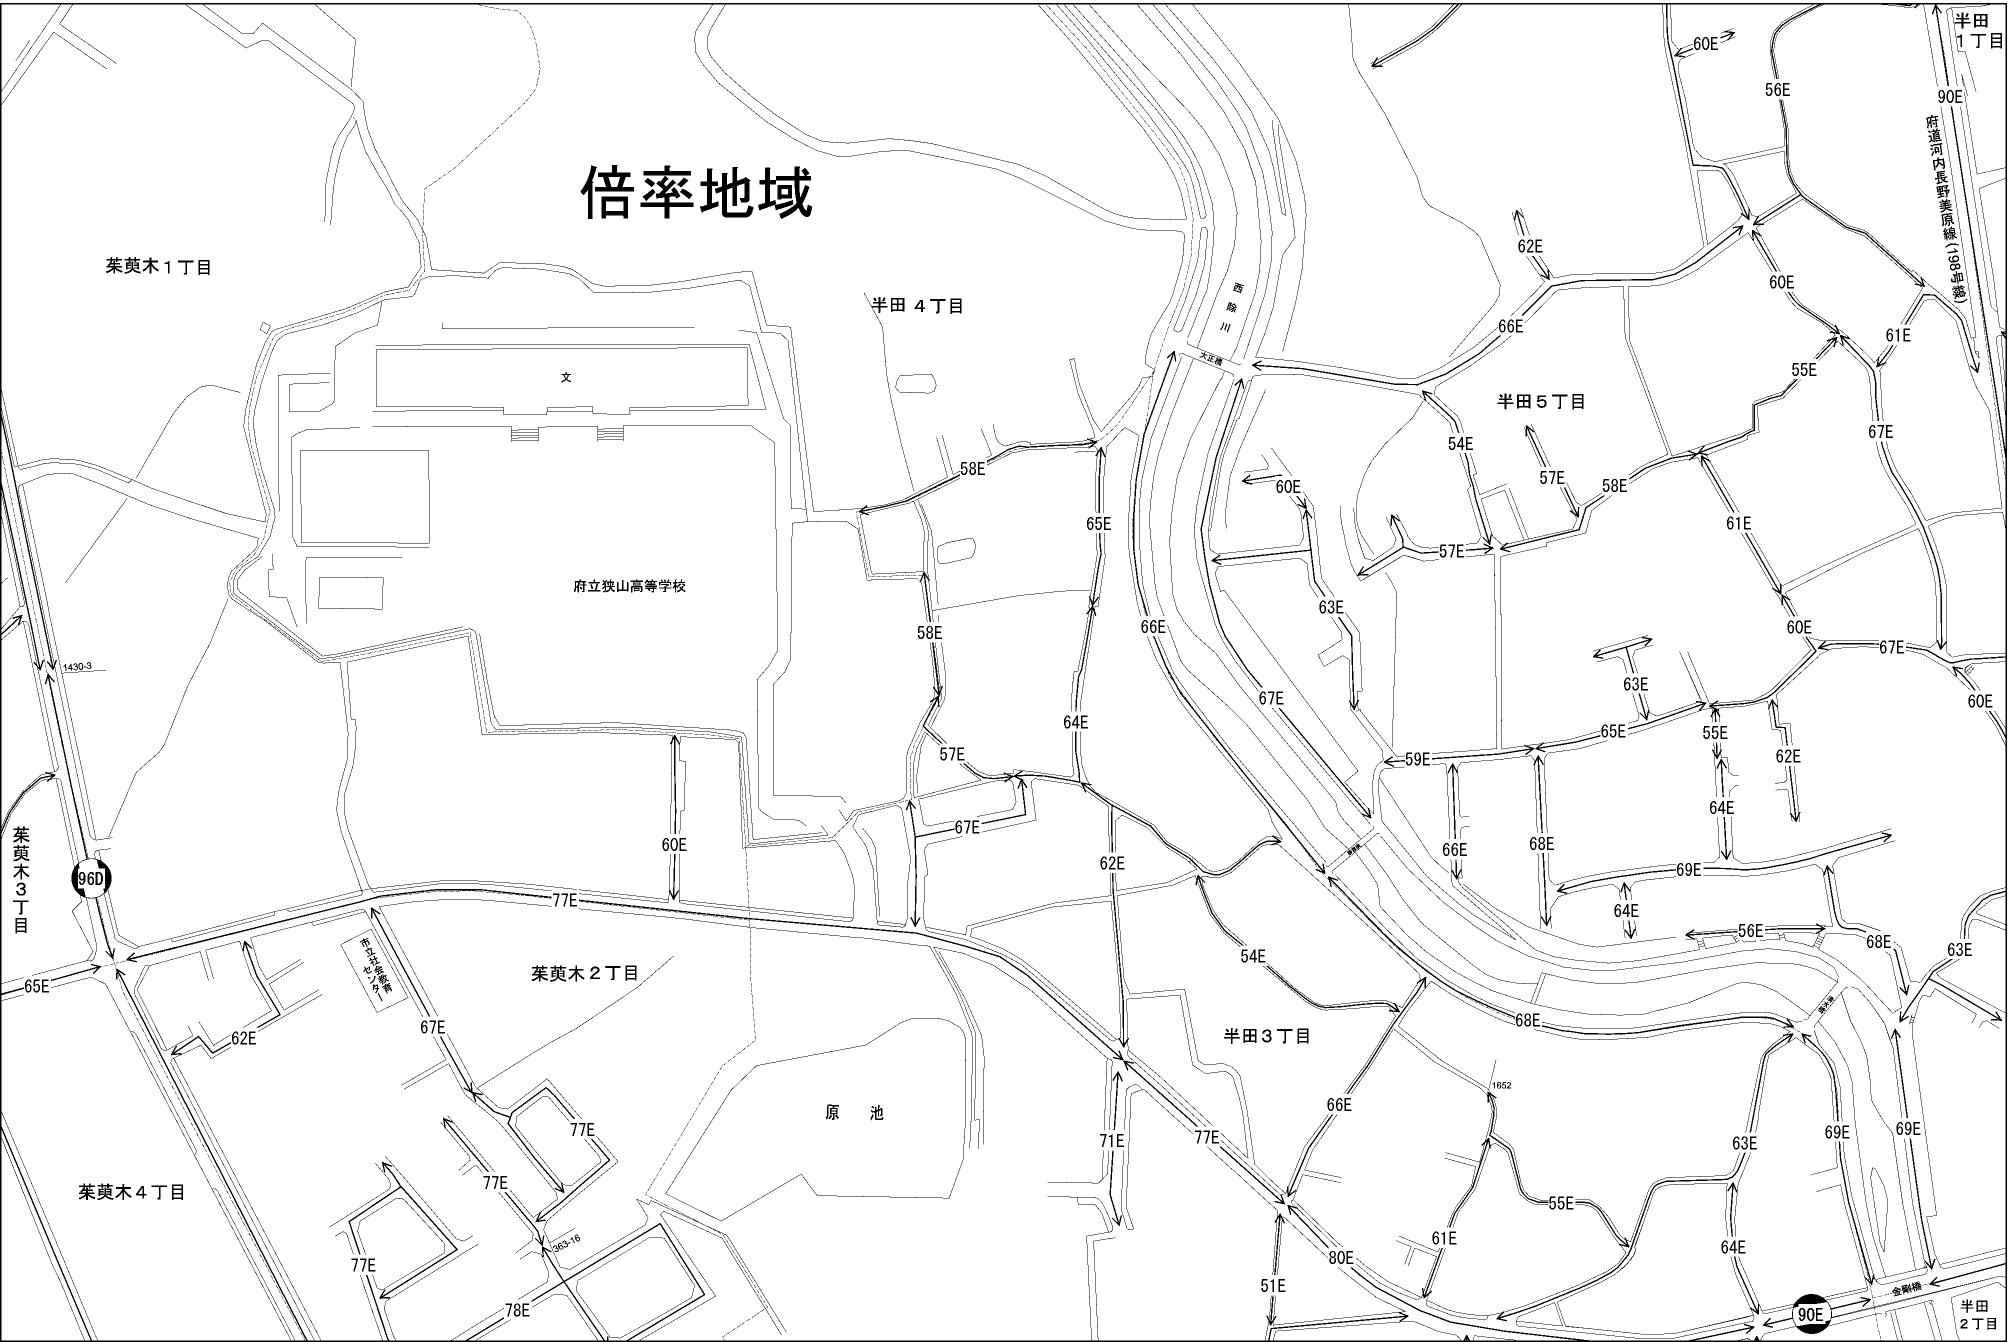 半田
1丁目
60E
56E
90E
府道河内長野美原線(198号線)
倍率地域
62E
茱萸木1丁目
半田4丁目
西除川
60E
66E
61E
大正橋
文
55E
半田5丁目
67E
54E
58E
57E
60E
58E
65E
61E
57E
府立狭山高等学校
63E
66E
58E
60E
67E
1430-3
63E
67E
60E
64E
65E
55E
57E
59E
62E
64E
67E
60E
68E
66E
62E
69E
茱萸木3丁目
96D
77E
64E
56E
68E
63E
市立社会教育
センター
54E
茱萸木2丁目
65E
68E
67E
62E
半田3丁目
1652
66E
原池
77E
71E
77E
69E
69E
63E
77E
茱萸木4丁目
55E
61E
363-16
64E
80E
77E
51E
78E
金剛橋
90E
半田
2丁目